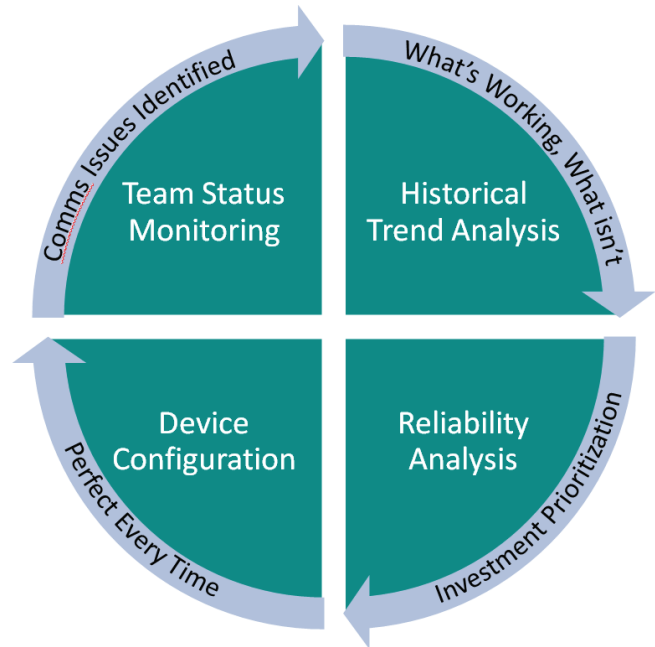 Comms Issues Identified
What's Working, What isn't
Team Status
Monitoring
Historical
Trend Analysis
Device
Configuration
Reliability
Analysis
Perfect Every Time
Investment Prioritization